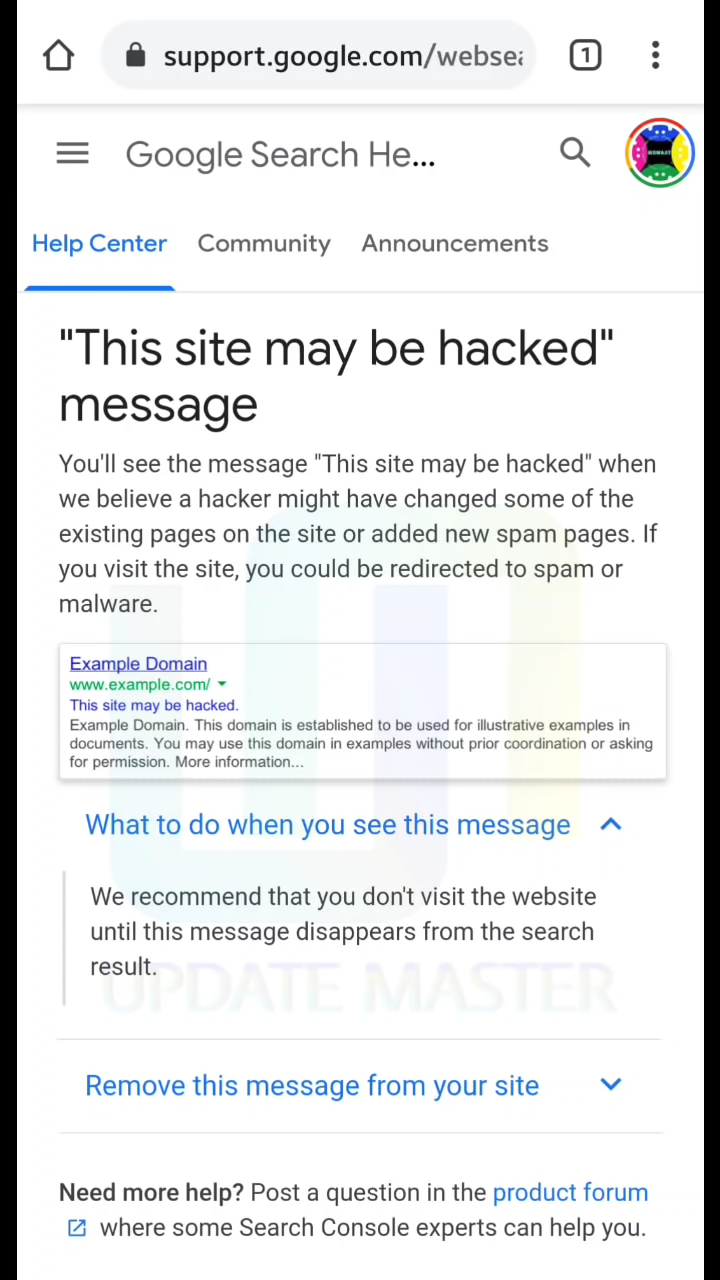 support.google.com/websea
1
Google Search He...
Help Center Community Announcements
"This site may be hacked"
message
You'll see the message "This site may be hacked" when
we believe a hacker might have changed some of the
existing pages on the site or added new spam pages. If
you visit the site, you could be redirected to spam or
malware.
Example Domain
www.example.com/
This site may be hacked.
Example Domain. This domain is established to be used for illustrative examples in
documents. You may use this domain in examples without prior coordination or asking
for permission. More information...
What to do when you see this message
We recommend that you don't visit the website
until this message disappears from the search
result.
UPDATE MASTER
Remove this message from your site
Need more help? Post a question in the product forum
where some Search Console experts can help you.